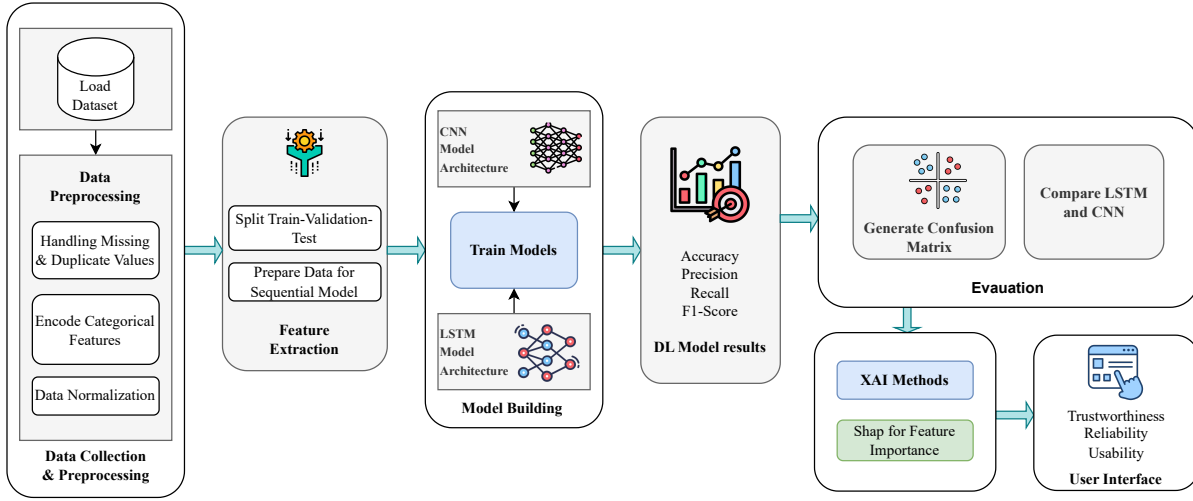 Load
Dataset
Data
Preprocessing
Handling Missing
& Duplicate Values
Encode Categorical
Features
Data Normalization
Data Collection
& Preprocessing
Split Train-Validation-
Test
Prepare Data for
Sequential Model
Feature
Extraction
CNN
Model
Architecture
Train Models
LSTM
Model
Architecture
Model Building
Accuracy
Precision
Recall
F1-Score
DL Model results
Generate Confusion
Matrix
Compare LSTM
and CNN
Evauation
XAI Methods
Shap for Feature
Importance
Trustworthiness
Reliability
Usability
User Interface